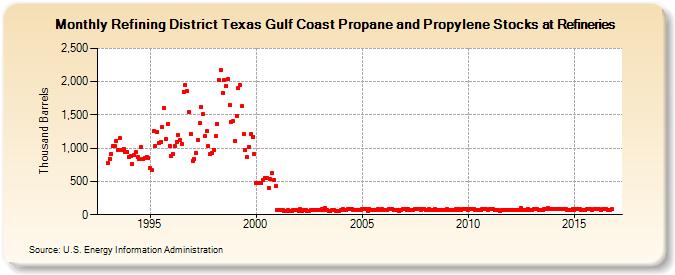 Monthly Refining District Texas Gulf Coast Propane and Propylene Stocks at Refineries
Thousand Barrels
2,500
2,000
1,500
1,000
500
0
1995 2000 2005 2010 2015
Source: U.S. Energy Information Administration